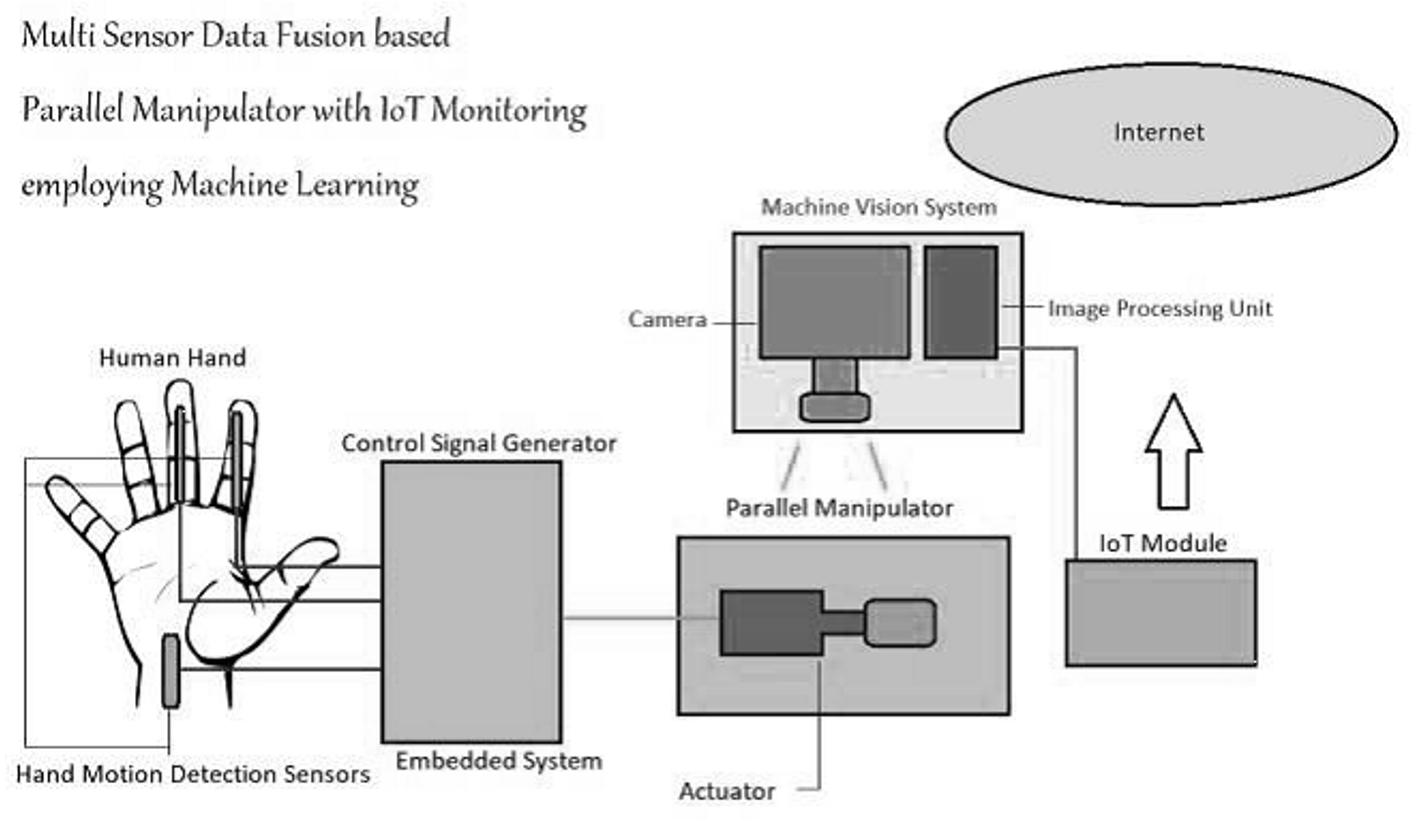 Multi Sensor Data Fusion based
Parallel Manipulator with IoT Monitoring
employing Machine Learning
Internet
Machine Vision System
Camera
Image Processing Unit
Human Hand
Control Signal Generator
Parallel Manipulator
IoT Module
Embedded System
Hand Motion Detection Sensors
Actuator